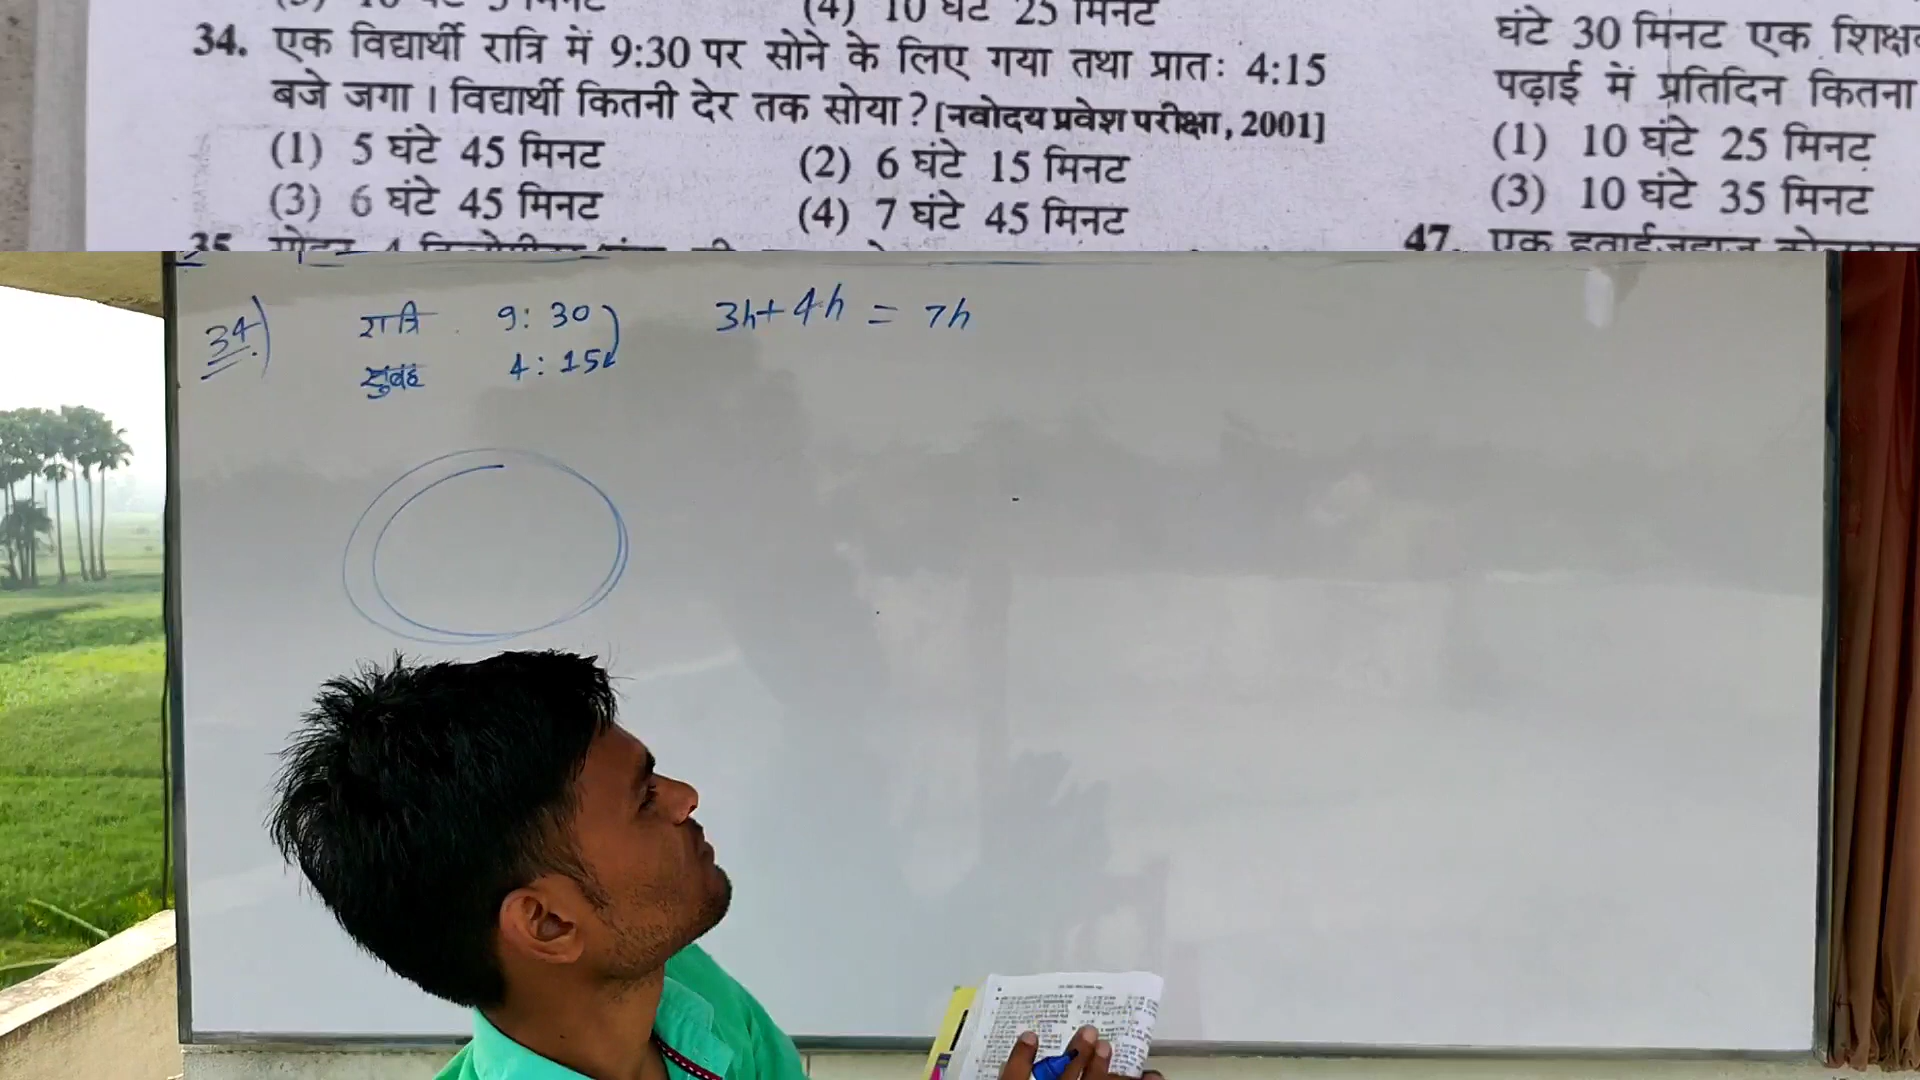 (4) 10 घंटे 25 मिनट
34. एक विद्यार्थी रात्रि में 9:30 पर सोने के लिए गया तथा प्रातः 4:15
बजे जगा । विद्यार्थी कितनी देर तक सोया ? [नवोदय प्रवेश परीक्षा, 2001]
(1) 5 घंटे 45 मिनट (2) 6 घंटे 15 मिनट
(3) 6 घंटे 45 मिनट (4) 7 घंटे 45 मिनट
35.
घंटे 30 मिनट एक
पढ़ाई में प्रतिदिन कितना
(1) 10 घंटे 25 मिनट
(3) 10 घंटे 35 मिनट
47. एक
34.) रात्रि 9:30 3h+4h = 7h
सुबह 4:15